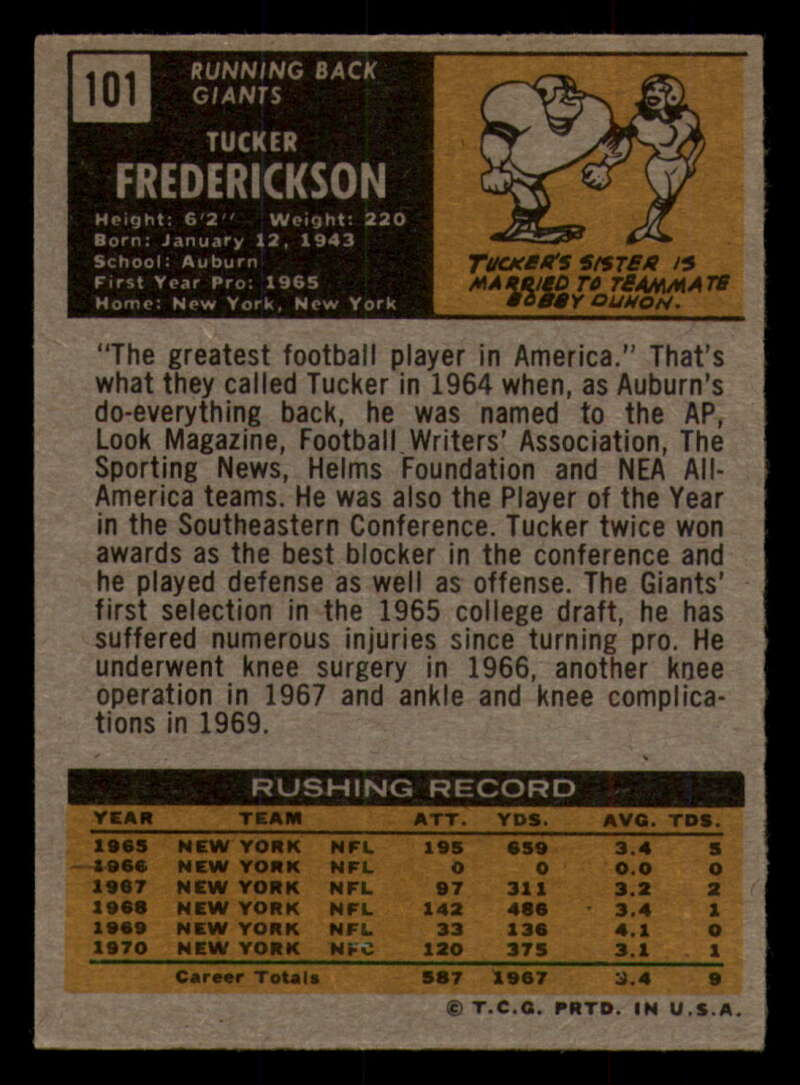 101
RUNNING BACK
GIANTS
TUCKER
FREDERICKSON
Height: 6'2" Weight: 220
Born: January 12, 1943
School: Auburn
First Year Pro: 1965
Home: New York, New York
TUCKER'S SISTER IS
MARRIED TO TEAMMATE
BOBBY DUHON.
"The greatest football player in America." That's
what they called Tucker in 1964 when, as Auburn's
do-everything back, he was named to the AP,
Look Magazine, Football Writers' Association, The
Sporting News, Helms Foundation and NEA All-
America teams. He was also the Player of the Year
in the Southeastern Conference. Tucker twice won
awards as the best blocker in the conference and
he played defense as well as offense. The Giants'
first selection in the 1965 college draft, he has
suffered numerous injuries since turning pro. He
underwent knee surgery in 1966, another knee
operation in 1967 and ankle and knee complica-
tions in 1969.
RUSHING RECORD
YEAR TEAM ATT. YDS. AVG. TDS.
1965 NEW YORK NFL 195 659 3.4 5
1966 NEW YORK NFL 0 0 0.0 0
1967 NEW YORK NFL 97 311 3.2 2
1968 NEW YORK NFL 142 486 3.4 1
1969 NEW YORK NFL 33 136 4.1 0
1970 NEW YORK NFC 120 375 3.1 1
Career Totals 587 1967 3.4 9
© T.C.G. PRTD. IN U.S.A.